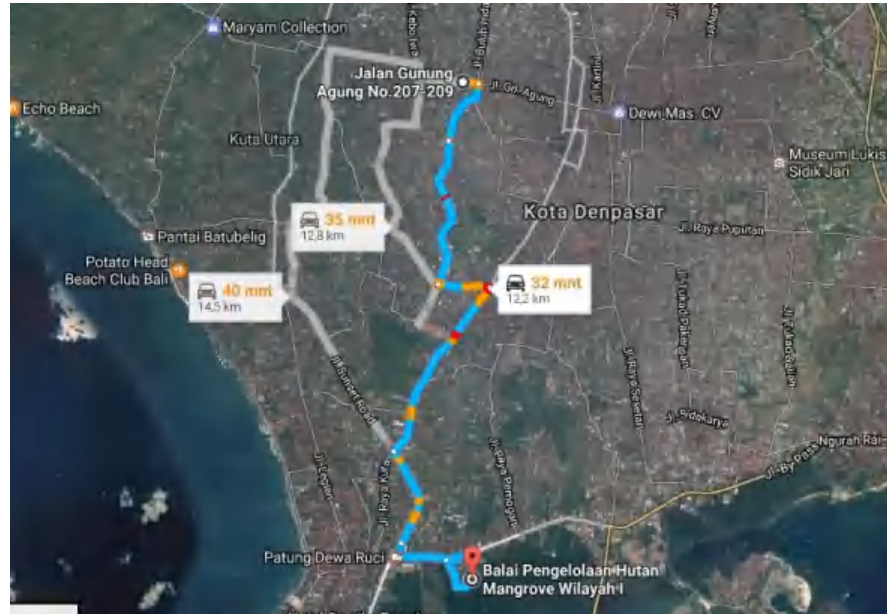 Maryam Collection
Jalan Gunung
Agung No.207-209
Echo Beach
Kuta Utara
Dewi Mas. CV
Museum Lukis
Sidik Jari
35 mnt
12,8 km
Kota Denpasar
Pantai Batubelig
Jl. Raya Puputan
Potato Head
Beach Club Bali
40 mnt
14,5 km
32 mnt
12,2 km
Jl. Sunset Road
Jl. Raya Sesetan
Jl. Legian
Jl. Raya Kuta
Jl. Raya Pemogan
Ngurah Rai
Jl. By Pass
Patung Dewa Ruci
Balai Pengelolaan Hutan
Mangrove Wilayah I